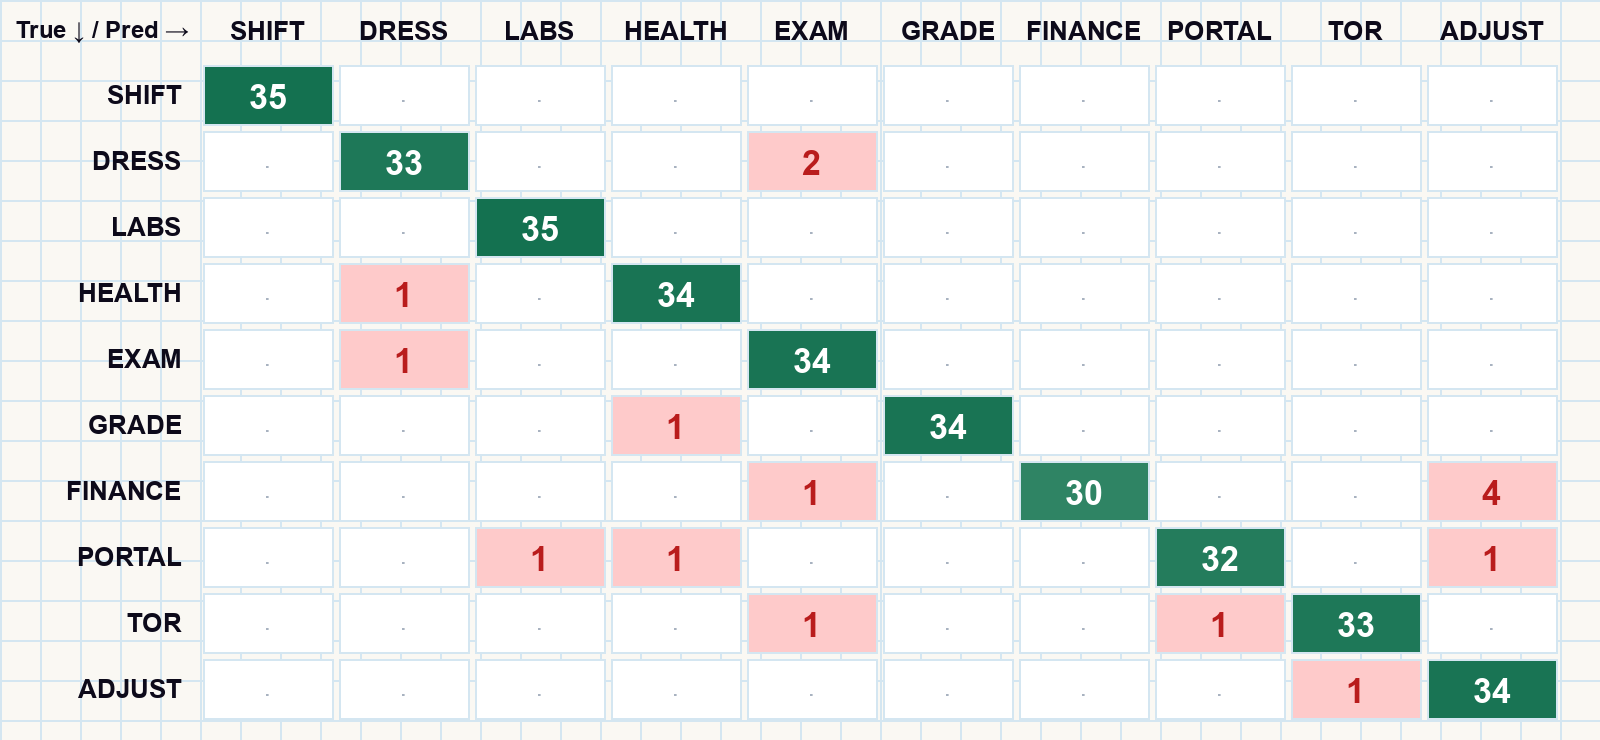 True ↓ / Pred → SHIFT DRESS LABS HEALTH EXAM GRADE FINANCE PORTAL TOR ADJUST
SHIFT 35 . . . . . . . . .
DRESS . 33 . . 2 . . . . .
LABS . . 35 . . . . . . .
HEALTH . 1 . 34 . . . . . .
EXAM . 1 . . 34 . . . . .
GRADE . . . 1 . 34 . . . .
FINANCE . . . . 1 . 30 . . 4
PORTAL . . 1 1 . . . 32 . 1
TOR . . . . 1 . . 1 33 .
ADJUST . . . . . . . . 1 34